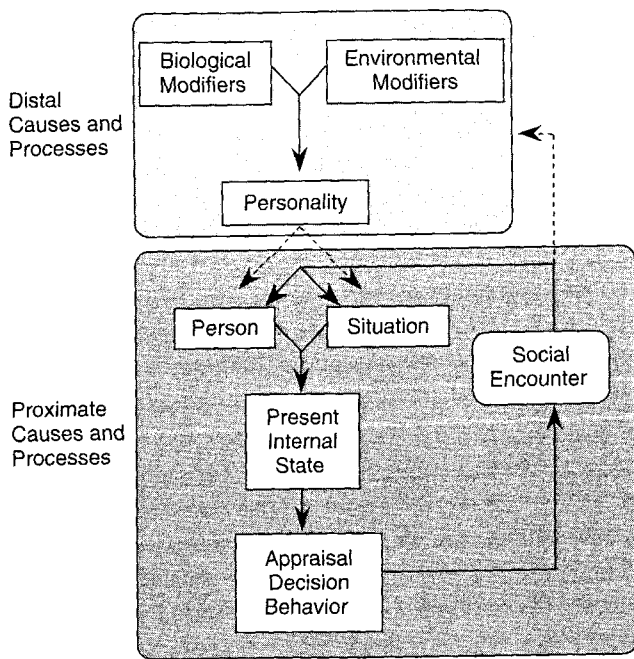 Biological
Modifiers
Environmental
Modifiers
Distal
Causes and
Processes
Personality
Person
Situation
Social
Encounter
Proximate
Causes and
Processes
Present
Internal
State
Appraisal
Decision
Behavior